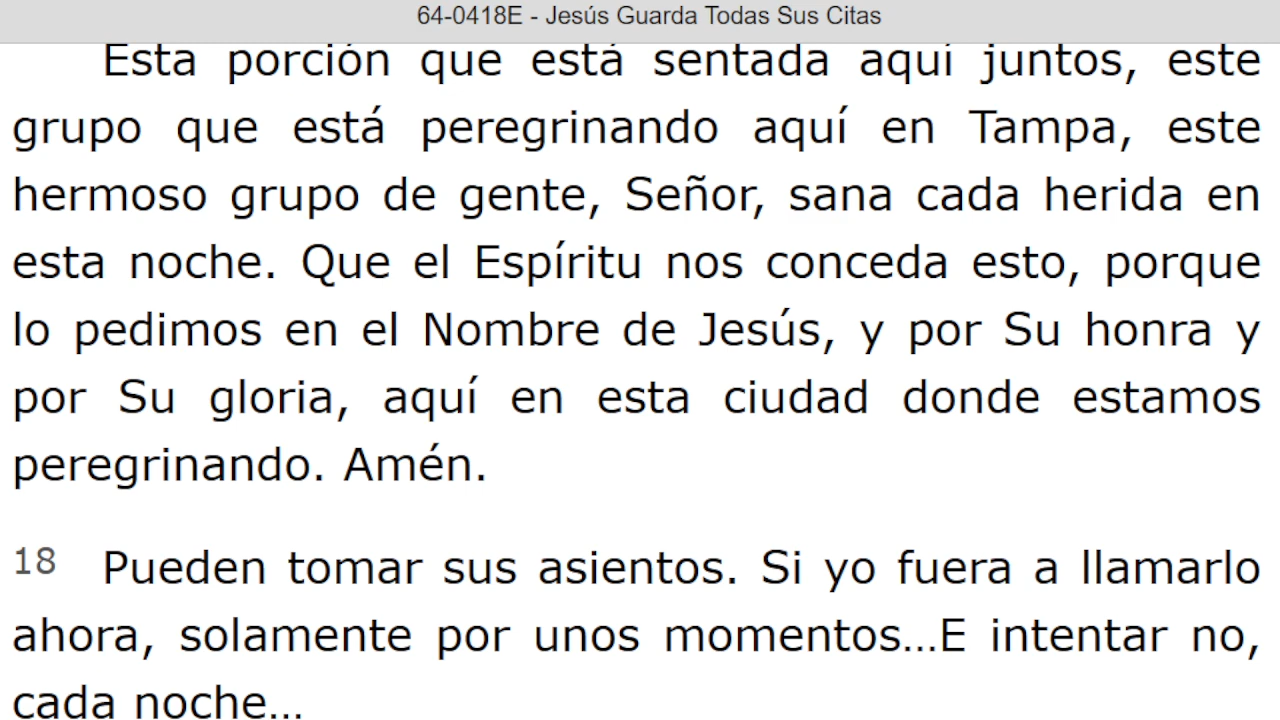 64-0418E - Jesús Guarda Todas Sus Citas
Esta porción que está sentada aquí juntos, este
grupo que está peregrinando aquí en Tampa, este
hermoso grupo de gente, Señor, sana cada herida en
esta noche. Que el Espíritu nos conceda esto, porque
lo pedimos en el Nombre de Jesús, y por Su honra y
por Su gloria, aquí en esta ciudad donde estamos
peregrinando. Amén.
18 Pueden tomar sus asientos. Si yo fuera a llamarlo
ahora, solamente por unos momentos...E intentar no,
cada noche...